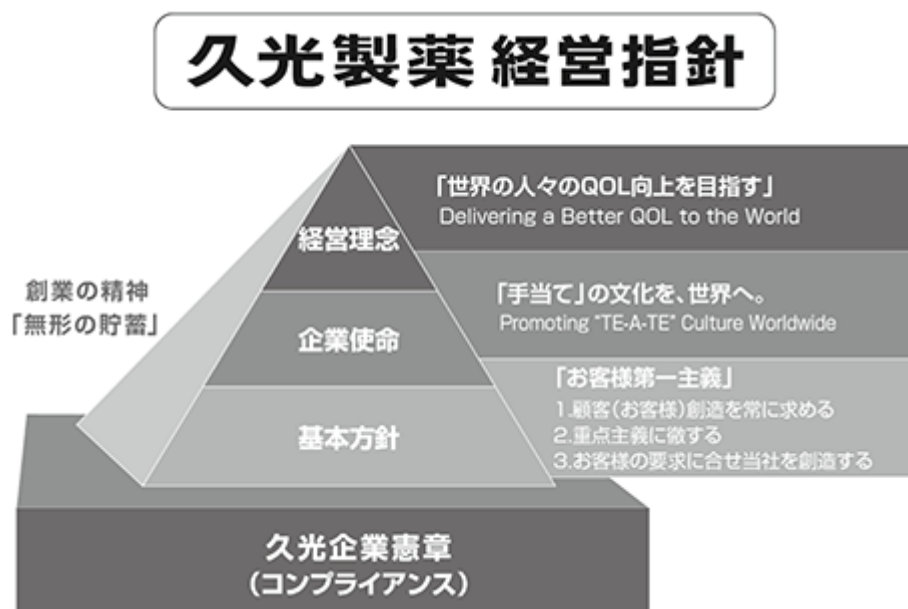 久光製薬 経営指針
経営理念
「世界の人々のQOL向上を目指す」
Delivering a Better QOL to the World
創業の精神
「無形の貯蓄」
企業使命
「手当て」の文化を、世界へ。
Promoting "TE-A-TE" Culture Worldwide
基本方針
「お客様第一主義」
1.顧客(お客様)創造を常に求める
2.重点主義に徹する
3.お客様の要求に合せ当社を創造する
久光企業憲章
(コンプライアンス)